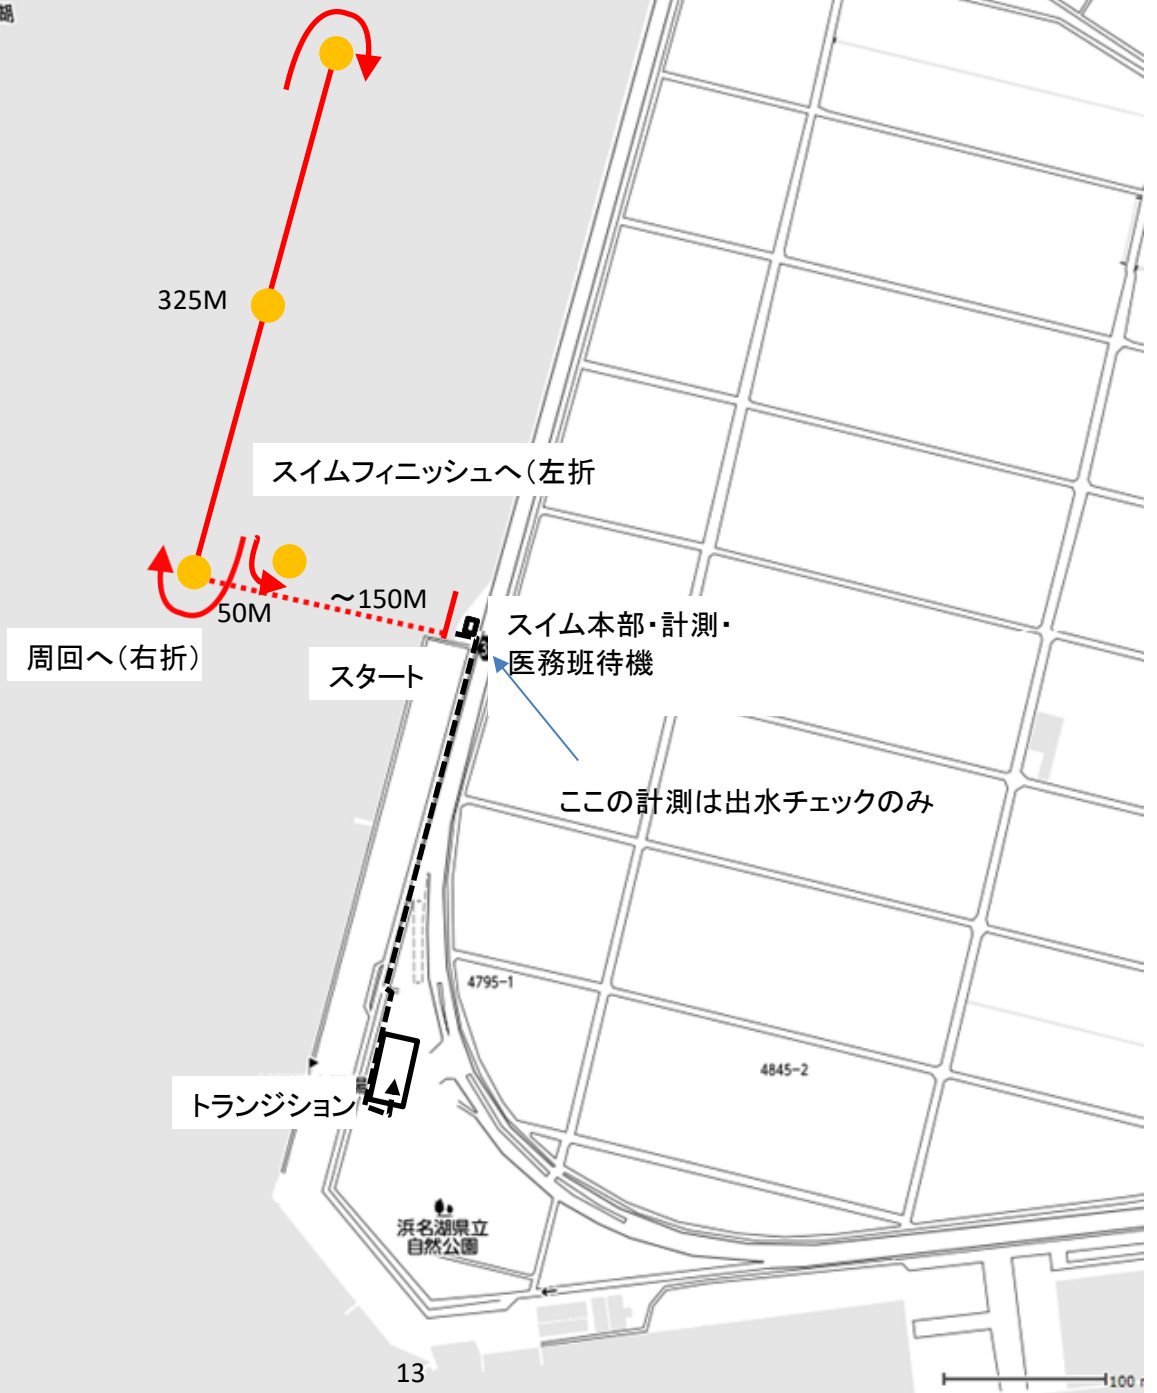 湖
325M
スイムフィニッシュへ(左折
50M
～150M
周回へ(右折)
スタート
スイム本部・計測・
医務班待機
ここの計測は出水チェックのみ
4795-1
4845-2
トランジション
浜名湖県立
自然公園
13
100